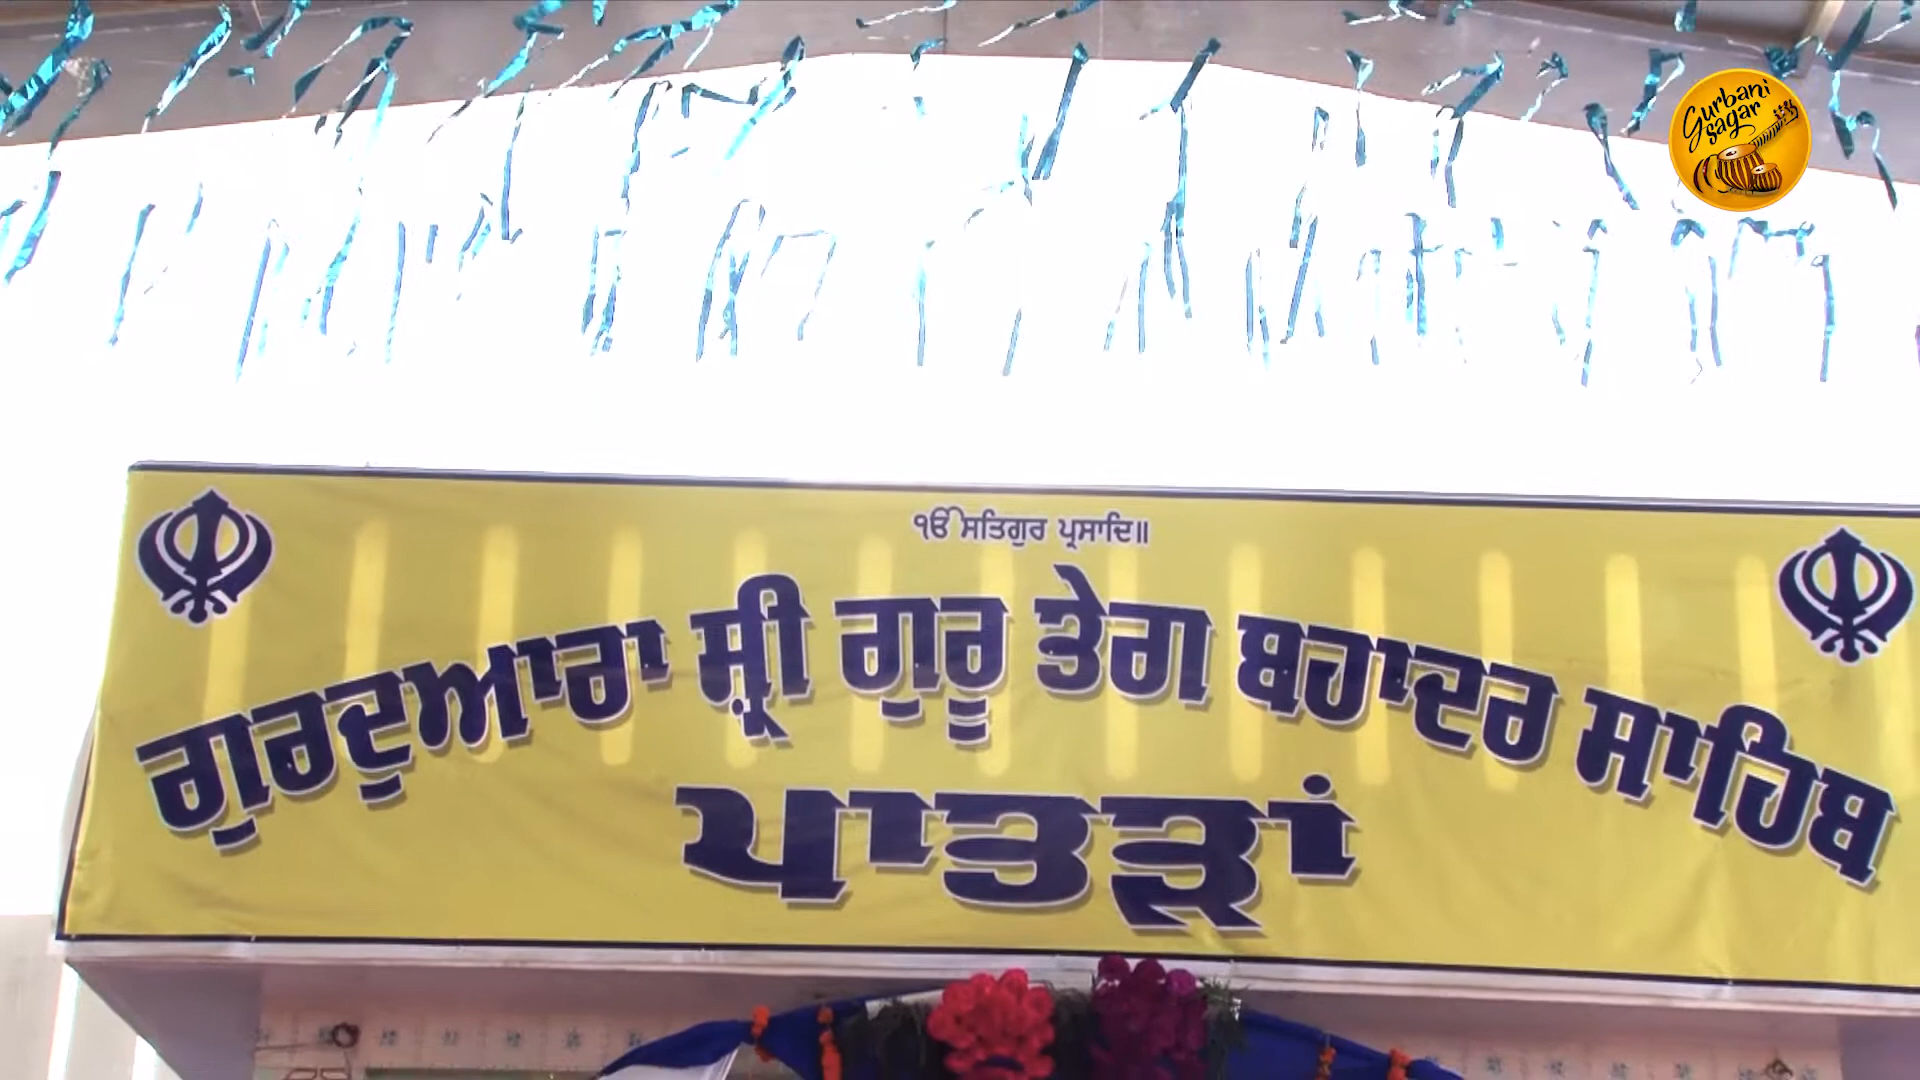 Gurbani
sagar
ੴ ਸਤਿਗੁਰ ਪ੍ਰਸਾਦਿ॥
ਗੁਰਦੁਆਰਾ ਸ਼੍ਰੀ ਗੁਰੂ ਤੇਗ ਬਹਾਦਰ ਸਾਹਿਬ
ਪਾਤੜਾਂ